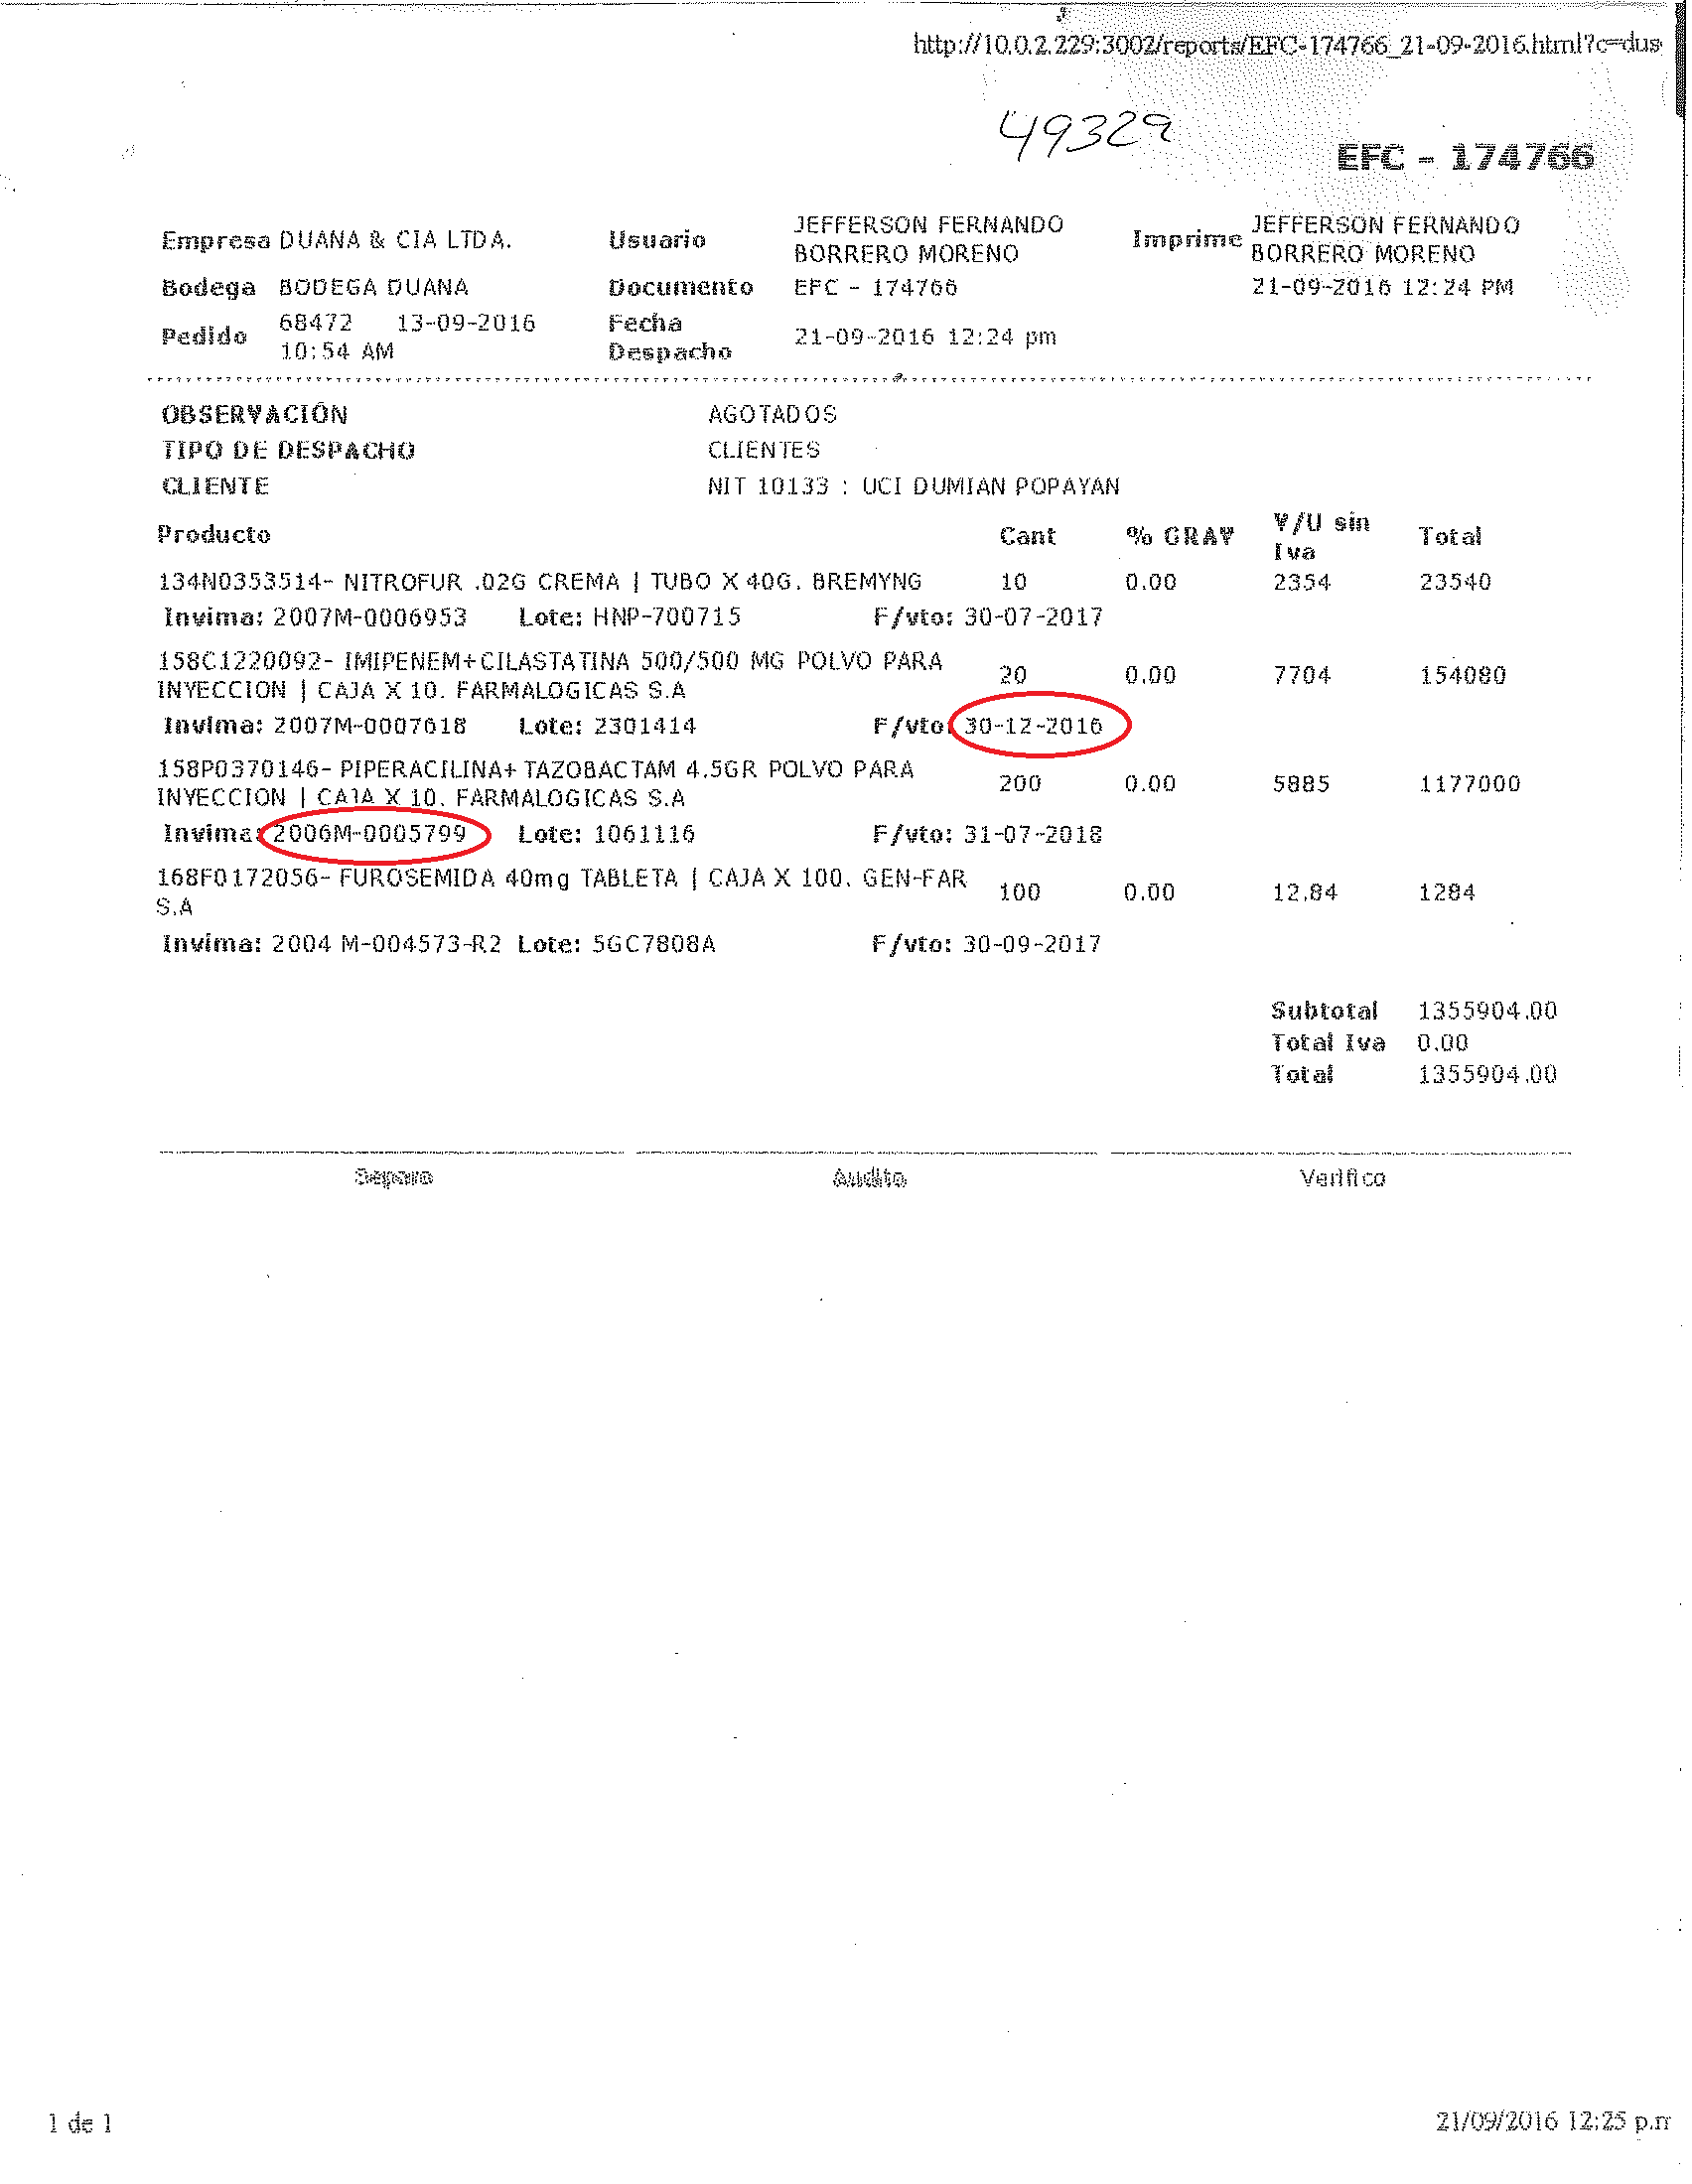 http://10.0.2.229:3002/reports/EFC-174766_21-09-2016.html?c=dus
49329
EFC - 174766
Empresa DUANA & CIA LTDA. Usuario JEFFERSON FERNANDO BORRERO MORENO Imprime JEFFERSON FERNANDO BORRERO MORENO
Bodega BODEGA DUANA Documento EFC - 174766 21-09-2016 12:24 PM
Pedido 68472 13-09-2016 10:54 AM Fecha Despacho 21-09-2016 12:24 pm
OBSERVACIÓN AGOTADOS
TIPO DE DESPACHO CLIENTES
CLIENTE NIT 10133 : UCI DUMIAN POPAYAN
Producto Cant % GRAV V/U sin Iva Total
134N0353514- NITROFUR .02G CREMA | TUBO X 40G. BREMYNG 10 0.00 2354 23540
Invima: 2007M-0006953 Lote: HNP-700715 F/vto: 30-07-2017
158C1220092- IMIPENEM+CILASTATINA 500/500 MG POLVO PARA
INYECCION | CAJA X 10. FARMALOGICAS S.A 20 0.00 7704 154080
Invima: 2007M-0007618 Lote: 2301414 F/vto: 30-12-2016
158P0370146- PIPERACILINA+TAZOBACTAM 4.5GR POLVO PARA
INYECCION | CAJA X 10. FARMALOGICAS S.A 200 0.00 5885 1177000
Invima: 2006M-0005799 Lote: 1061116 F/vto: 31-07-2018
168F0172056- FUROSEMIDA 40mg TABLETA | CAJA X 100. GEN-FAR
S.A 100 0.00 12.84 1284
Invima: 2004 M-004573-R2 Lote: 5GC7808A F/vto: 30-09-2017
Subtotal 1355904.00
Total Iva 0.00
Total 1355904.00
Separo Audito Verifico
1 de 1 21/09/2016 12:25 p.m